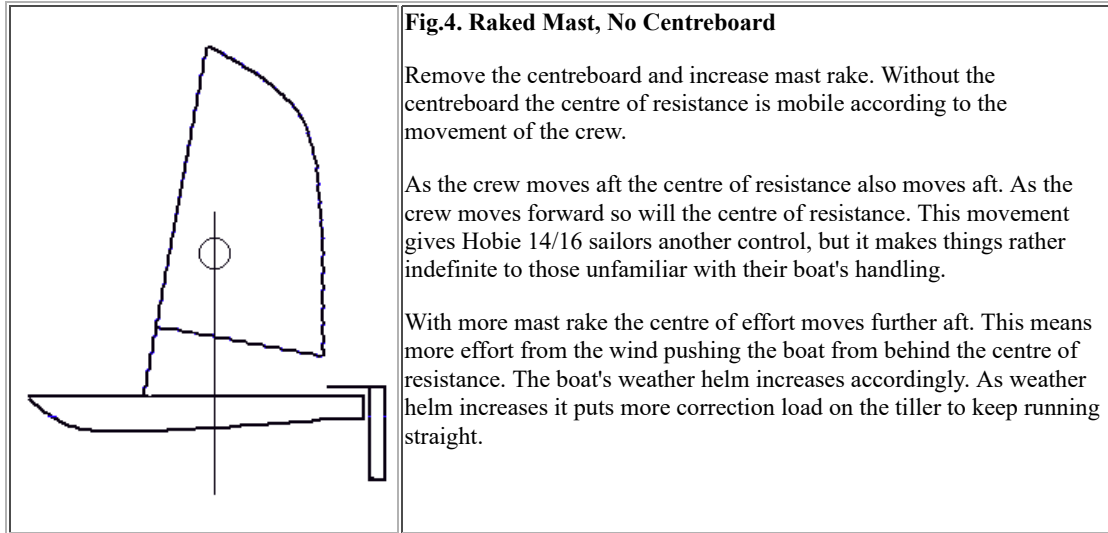 Fig.4. Raked Mast, No Centreboard
Remove the centreboard and increase mast rake. Without the
centreboard the centre of resistance is mobile according to the
movement of the crew.
As the crew moves aft the centre of resistance also moves aft. As the
crew moves forward so will the centre of resistance. This movement
gives Hobie 14/16 sailors another control, but it makes things rather
indefinite to those unfamiliar with their boat's handling.
With more mast rake the centre of effort moves further aft. This means
more effort from the wind pushing the boat from behind the centre of
resistance. The boat's weather helm increases accordingly. As weather
helm increases it puts more correction load on the tiller to keep running
straight.